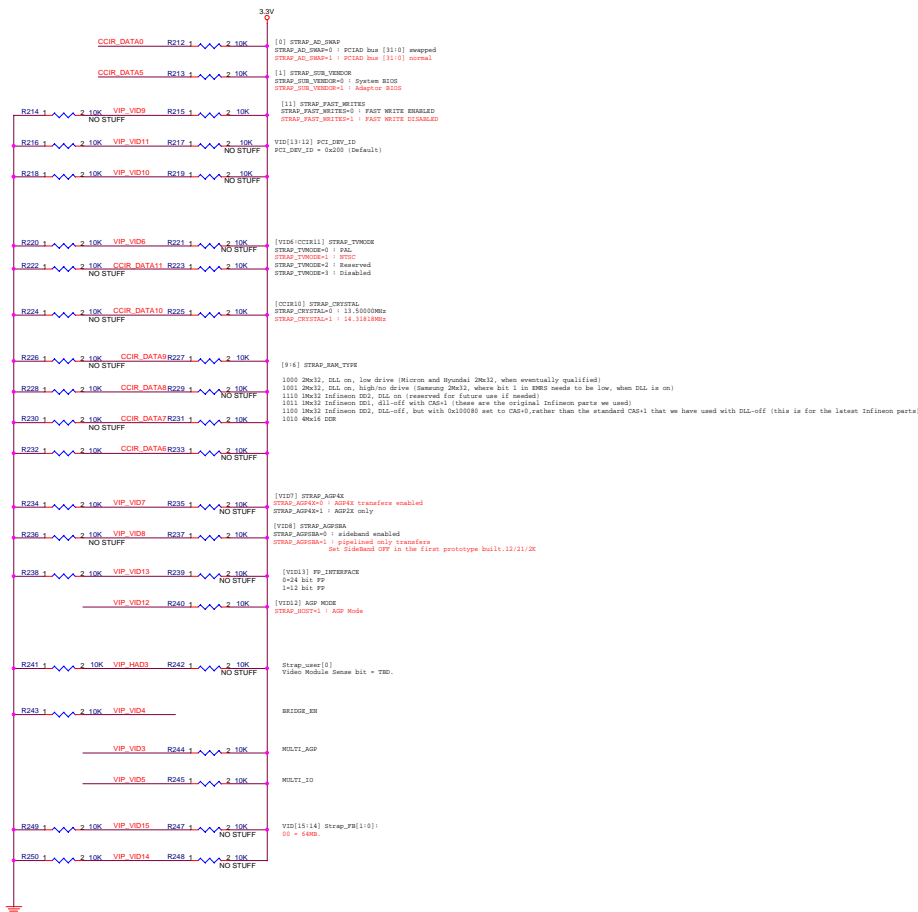 3.3V
CCIR_DATA0 R212 1 2 10K
[0] STRAP_AD_SWAP
STRAP_AD_SWAP=0 : PCIAD bus [31:0] swapped
STRAP_AD_SWAP=1 : PCIAD bus [31:0] normal
CCIR_DATA5 R213 1 2 10K
[1] STRAP_SUB_VENDOR
STRAP_SUB_VENDOR=0 : System BIOS
STRAP_SUB_VENDOR=1 : Adaptor BIOS
R214 1 2 10K VIP_VID9 R215 1 2 10K
NO STUFF
[11] STRAP_FAST_WRITES
STRAP_FAST_WRITES=0 : FAST WRITE ENABLED
STRAP_FAST_WRITES=1 : FAST WRITE DISABLED
R216 1 2 10K VIP_VID11 R217 1 2 10K
NO STUFF
VID[13:12] PCI_DEV_ID
PCI_DEV_ID = 0x200 (Default)
R218 1 2 10K VIP_VID10 R219 1 2 10K
NO STUFF
R220 1 2 10K VIP_VID6 R221 1 2 10K
NO STUFF
[VID6:CCIR11] STRAP_TVMODE
STRAP_TVMODE=0 : PAL
STRAP_TVMODE=1 : NTSC
STRAP_TVMODE=2 : Reserved
STRAP_TVMODE=3 : Disabled
R222 1 2 10K CCIR_DATA11 R223 1 2 10K
NO STUFF
R224 1 2 10K CCIR_DATA10 R225 1 2 10K
NO STUFF
[CCIR10] STRAP_CRYSTAL
STRAP_CRYSTAL=0 : 13.50000MHz
STRAP_CRYSTAL=1 : 14.31818MHz
R226 1 2 10K CCIR_DATA9 R227 1 2 10K
NO STUFF
[9:6] STRAP_RAM_TYPE
1000 2Mx32, DLL on, low drive (Micron and Hyundai 2Mx32, when eventually qualified)
1001 2Mx32, DLL on, high/no drive (Samsung 2Mx32, where bit 1 in EMRS needs to be low, when DLL is on)
1110 1Mx32 Infineon DD2, DLL on (reserved for future use if needed)
1011 1Mx32 Infineon DD1, dll-off with CAS+1 (these are the original Infineon parts we used)
1100 1Mx32 Infineon DD2, DLL-off, but with 0x100080 set to CAS+0,rather than the standard CAS+1 that we have used with DLL-off (this is for the latest Infineon parts
1010 4Mx16 DDR
R228 1 2 10K CCIR_DATA8 R229 1 2 10K
NO STUFF
R230 1 2 10K CCIR_DATA7 R231 1 2 10K
NO STUFF
R232 1 2 10K CCIR_DATA6 R233 1 2 10K
NO STUFF
R234 1 2 10K VIP_VID7 R235 1 2 10K
NO STUFF
[VID7] STRAP_AGP4X
STRAP_AGP4X=0 : AGP4X transfers enabled
STRAP_AGP4X=1 : AGP2X only
R236 1 2 10K VIP_VID8 R237 1 2 10K
NO STUFF
[VID8] STRAP_AGPSBA
STRAP_AGPSBA=0 : sideband enabled
STRAP_AGPSBA=1 : pipelined only transfers
Set SideBand OFF in the first prototype built.12/21/2K
R238 1 2 10K VIP_VID13 R239 1 2 10K
NO STUFF
[VID13] FP_INTERFACE
0=24 bit FP
1=12 bit FP
VIP_VID12 R240 1 2 10K
[VID12] AGP MODE
STRAP_HOST=1 : AGP Mode
R241 1 2 10K VIP_HAD3 R242 1 2 10K
NO STUFF
Strap_user[0]
Video Module Sense bit = TBD.
R243 1 2 10K VIP_VID4
BRIDGE_EN
VIP_VID3 R244 1 2 10K
MULTI_AGP
VIP_VID5 R245 1 2 10K
MULTI_IO
R249 1 2 10K VIP_VID15 R247 1 2 10K
NO STUFF
VID[15:14] Strap_FB[1:0]:
00 = 64MB.
R250 1 2 10K VIP_VID14 R248 1 2 10K
NO STUFF